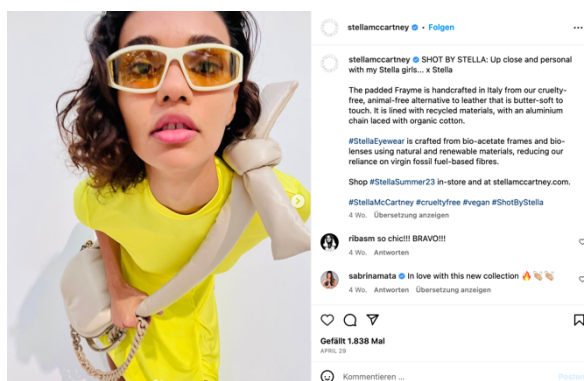 stellamccartney • Folgen
stellamccartney SHOT BY STELLA: Up close and personal
with my Stella girls... x Stella
The padded Frayme is handcrafted in Italy from our cruelty-
free, animal-free alternative to leather that is butter-soft to
touch. It is lined with recycled materials, with an aluminium
chain laced with organic cotton.
#StellaEyewear is crafted from bio-acetate frames and bio-
lenses using natural and renewable materials, reducing our
reliance on virgin fossil fuel-based fibres.
Shop #StellaSummer23 in-store and at stellamccartney.com.
#StellaMcCartney #crueltyfree #vegan #ShotByStella
4 Wo. Übersetzung anzeigen
ribasm so chic!!! BRAVO!!!
4 Wo. Antworten
sabrinamata In love with this new collection 🔥👏🏼👏🏼
4 Wo. Antworten Übersetzung anzeigen
Gefällt 1.838 Mal
APRIL 29
Kommentieren ... Posten